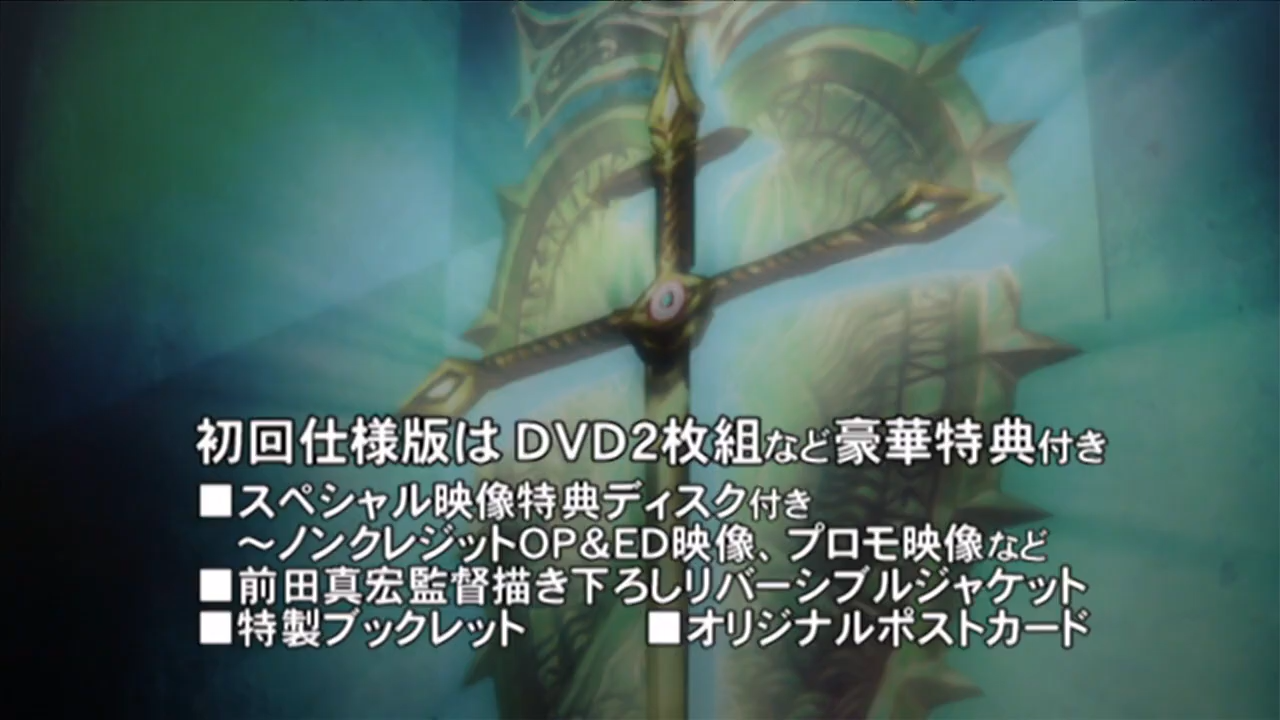 初回仕様版は DVD2枚組など豪華特典付き
■スペシャル映像特典ディスク付き
～ノンクレジットOP&ED映像、プロモ映像など
■前田真宏監督描き下ろしリバーシブルジャケット
■特製ブックレット ■オリジナルポストカード